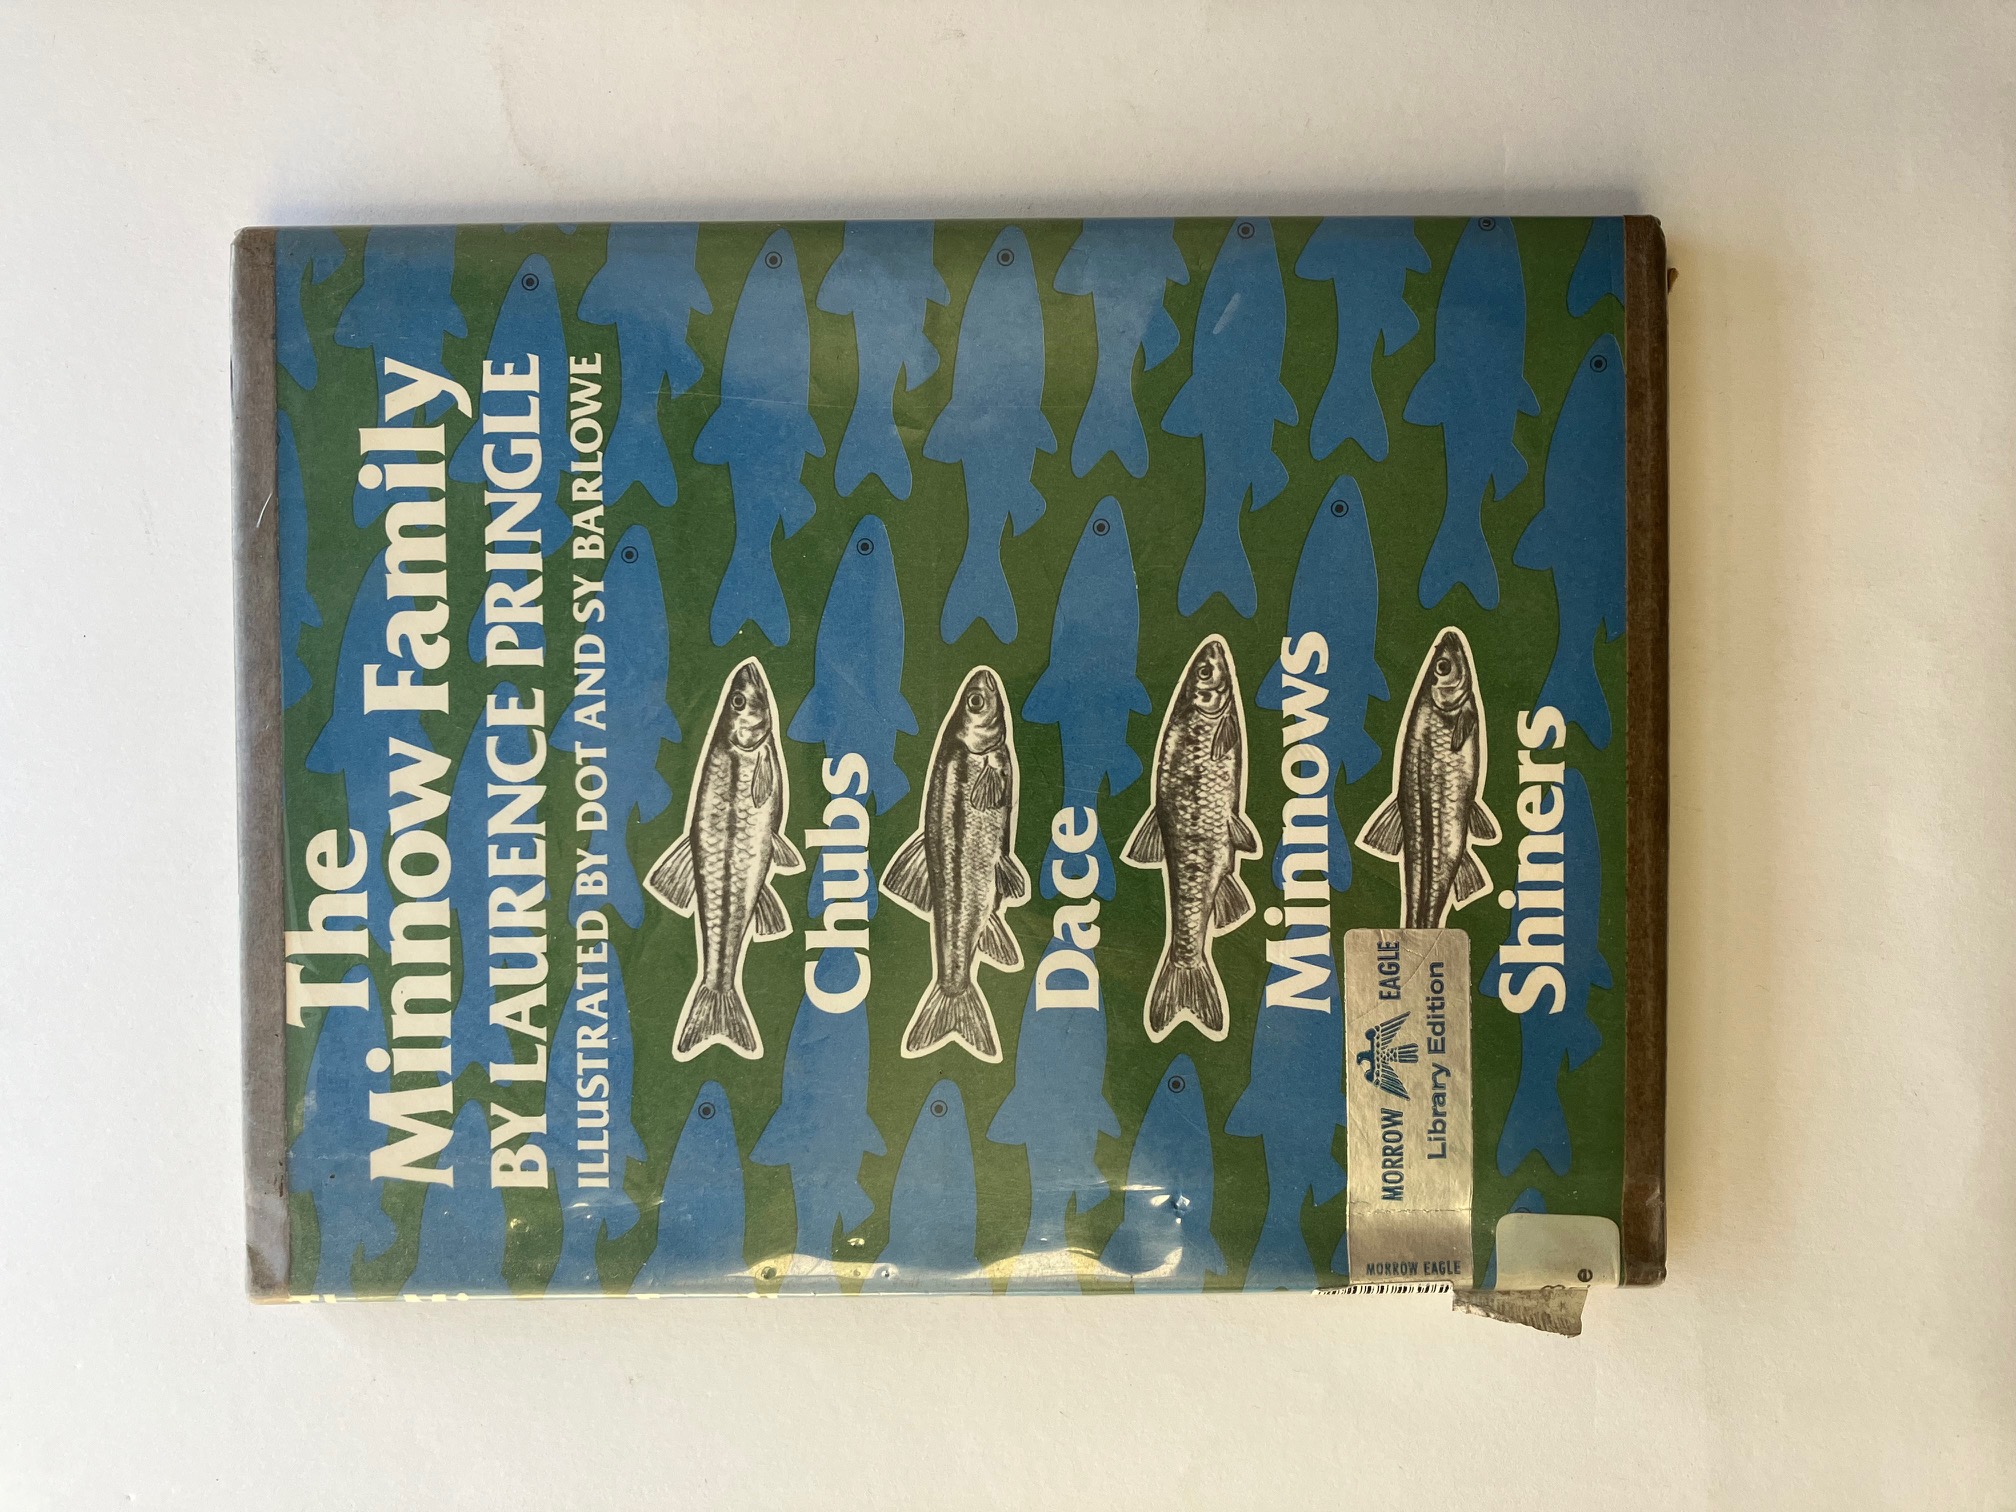 The
Minnow Family
BY LAURENCE PRINGLE
ILLUSTRATED BY DOT AND SY BARLOWE
Chubs
Dace
Minnows
Shiners
MORROW EAGLE
Library Edition
MORROW EAGLE
e